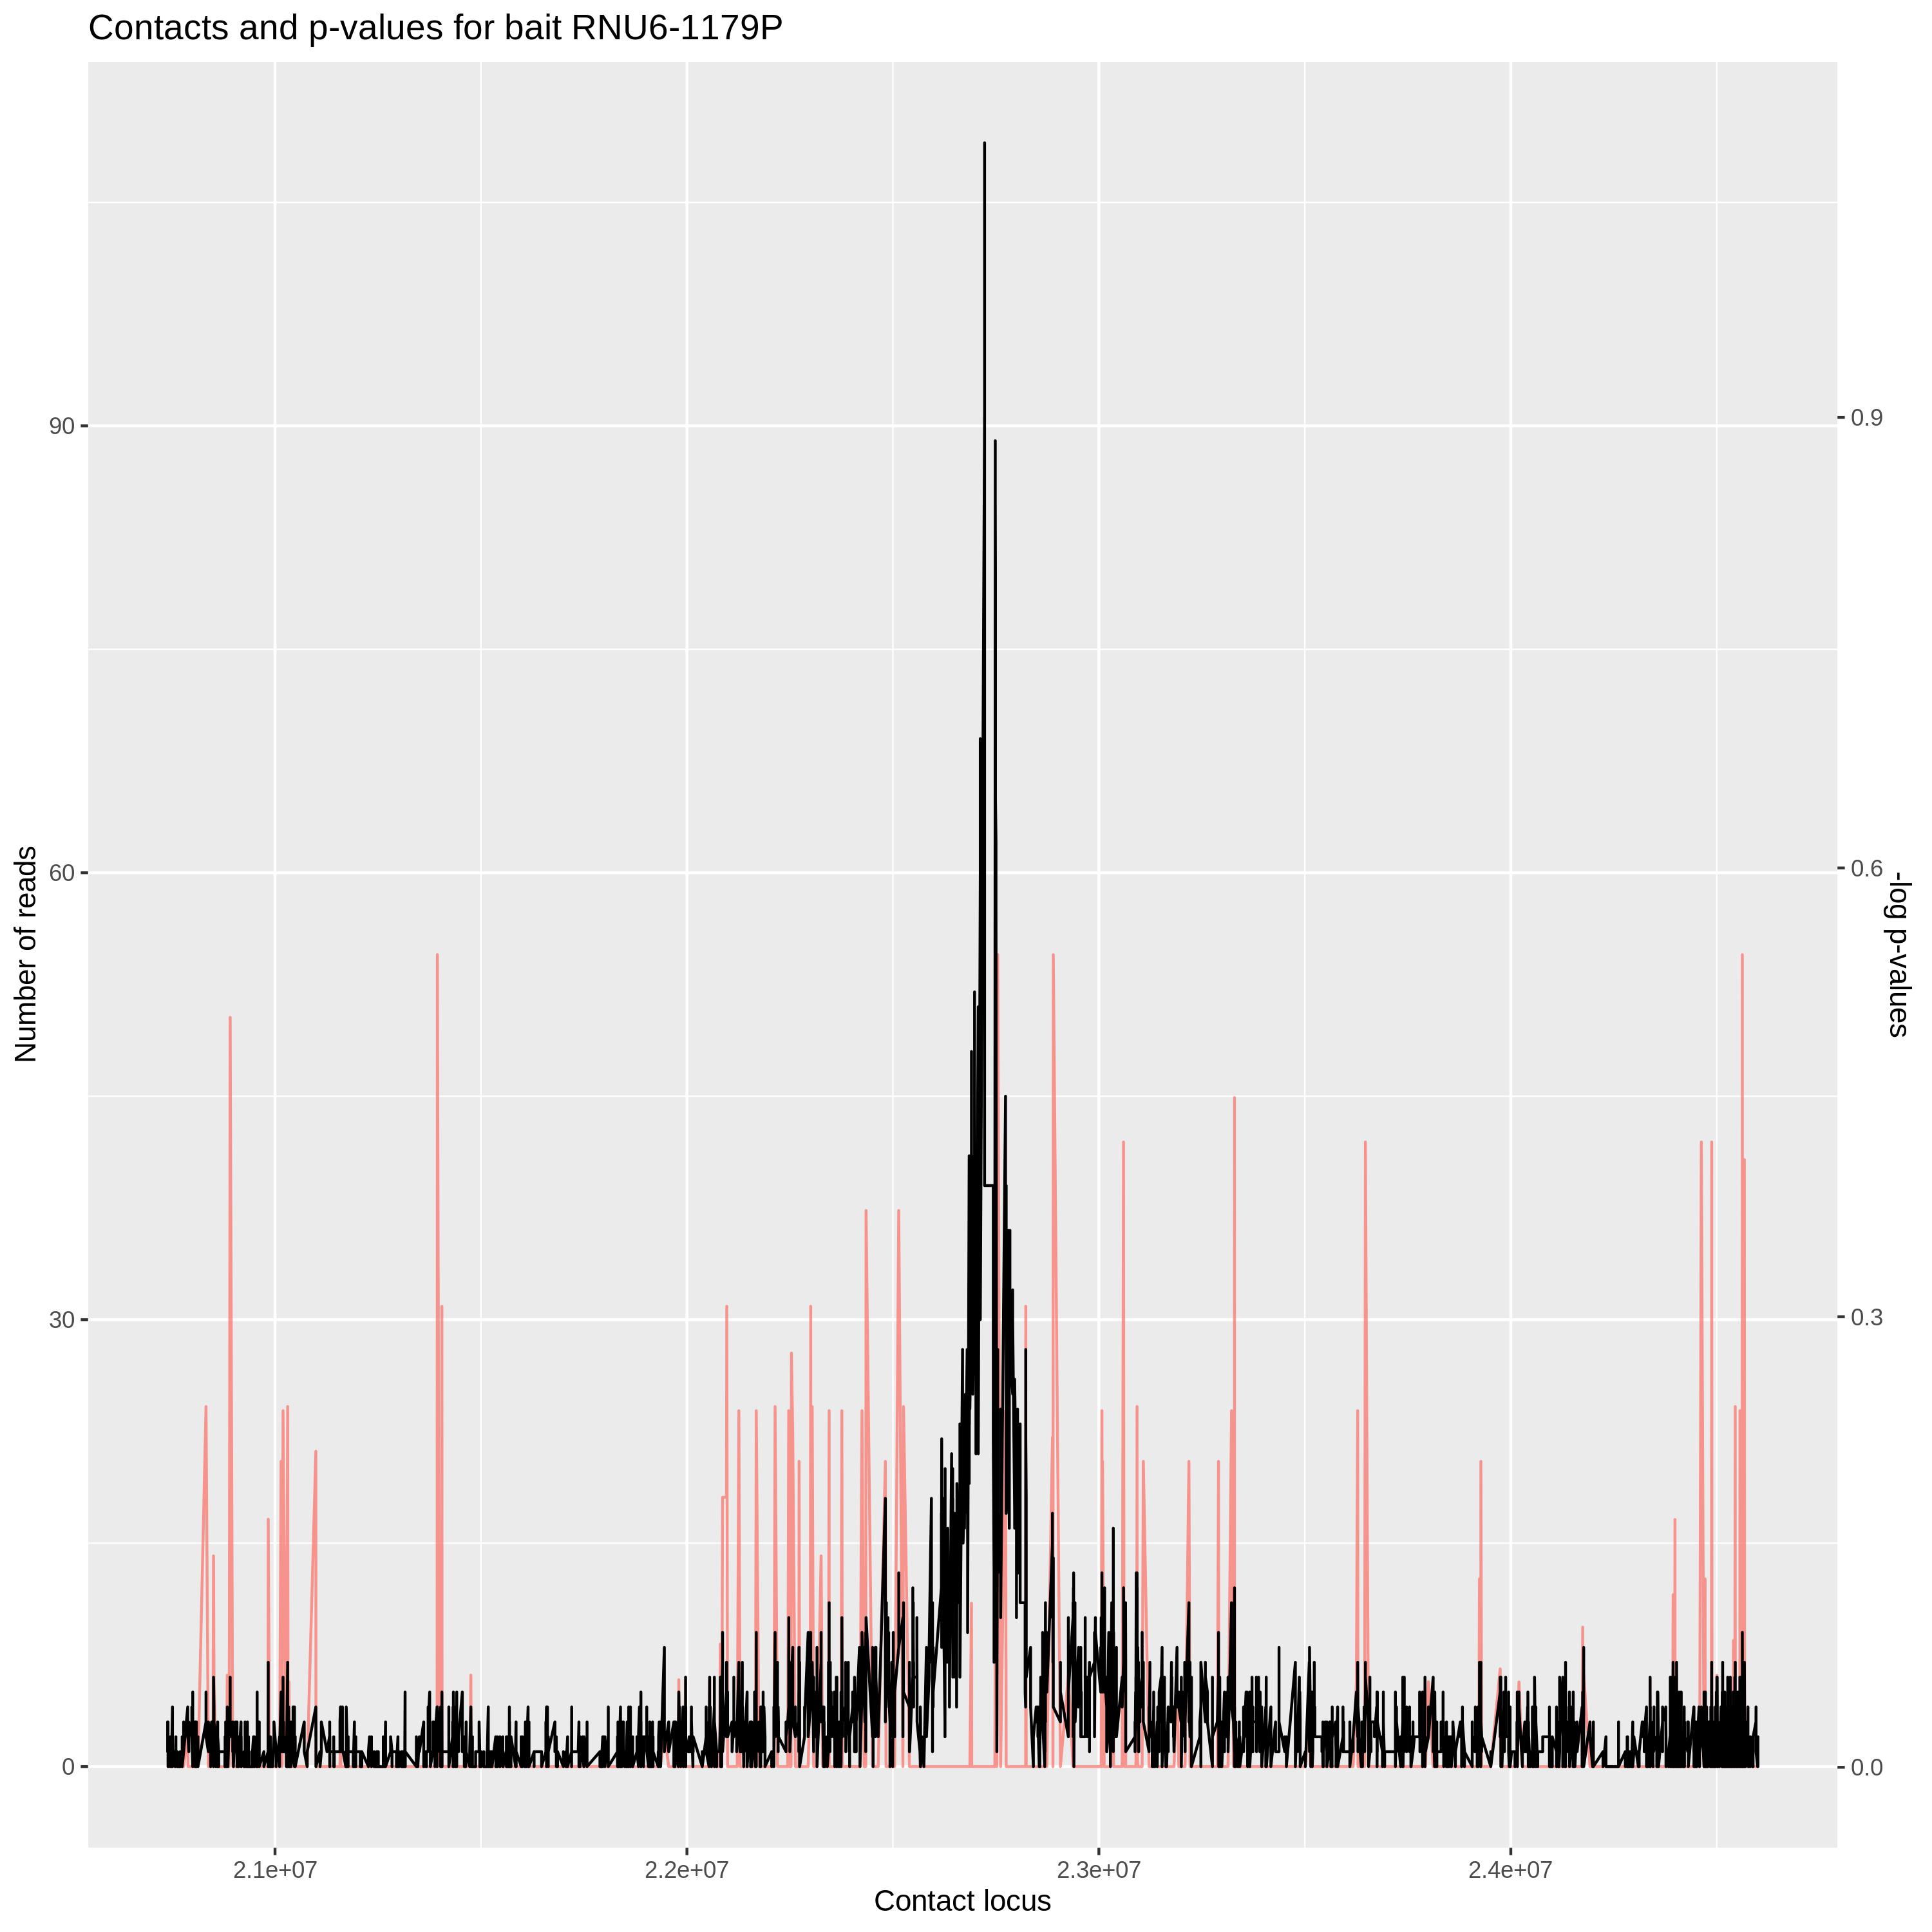 Contacts and p-values for bait RNU6-1179P
90
60
30
0
Number of reads
0.9
0.6
0.3
0.0
-log p-values
2.1e+07
2.2e+07
2.3e+07
2.4e+07
Contact locus